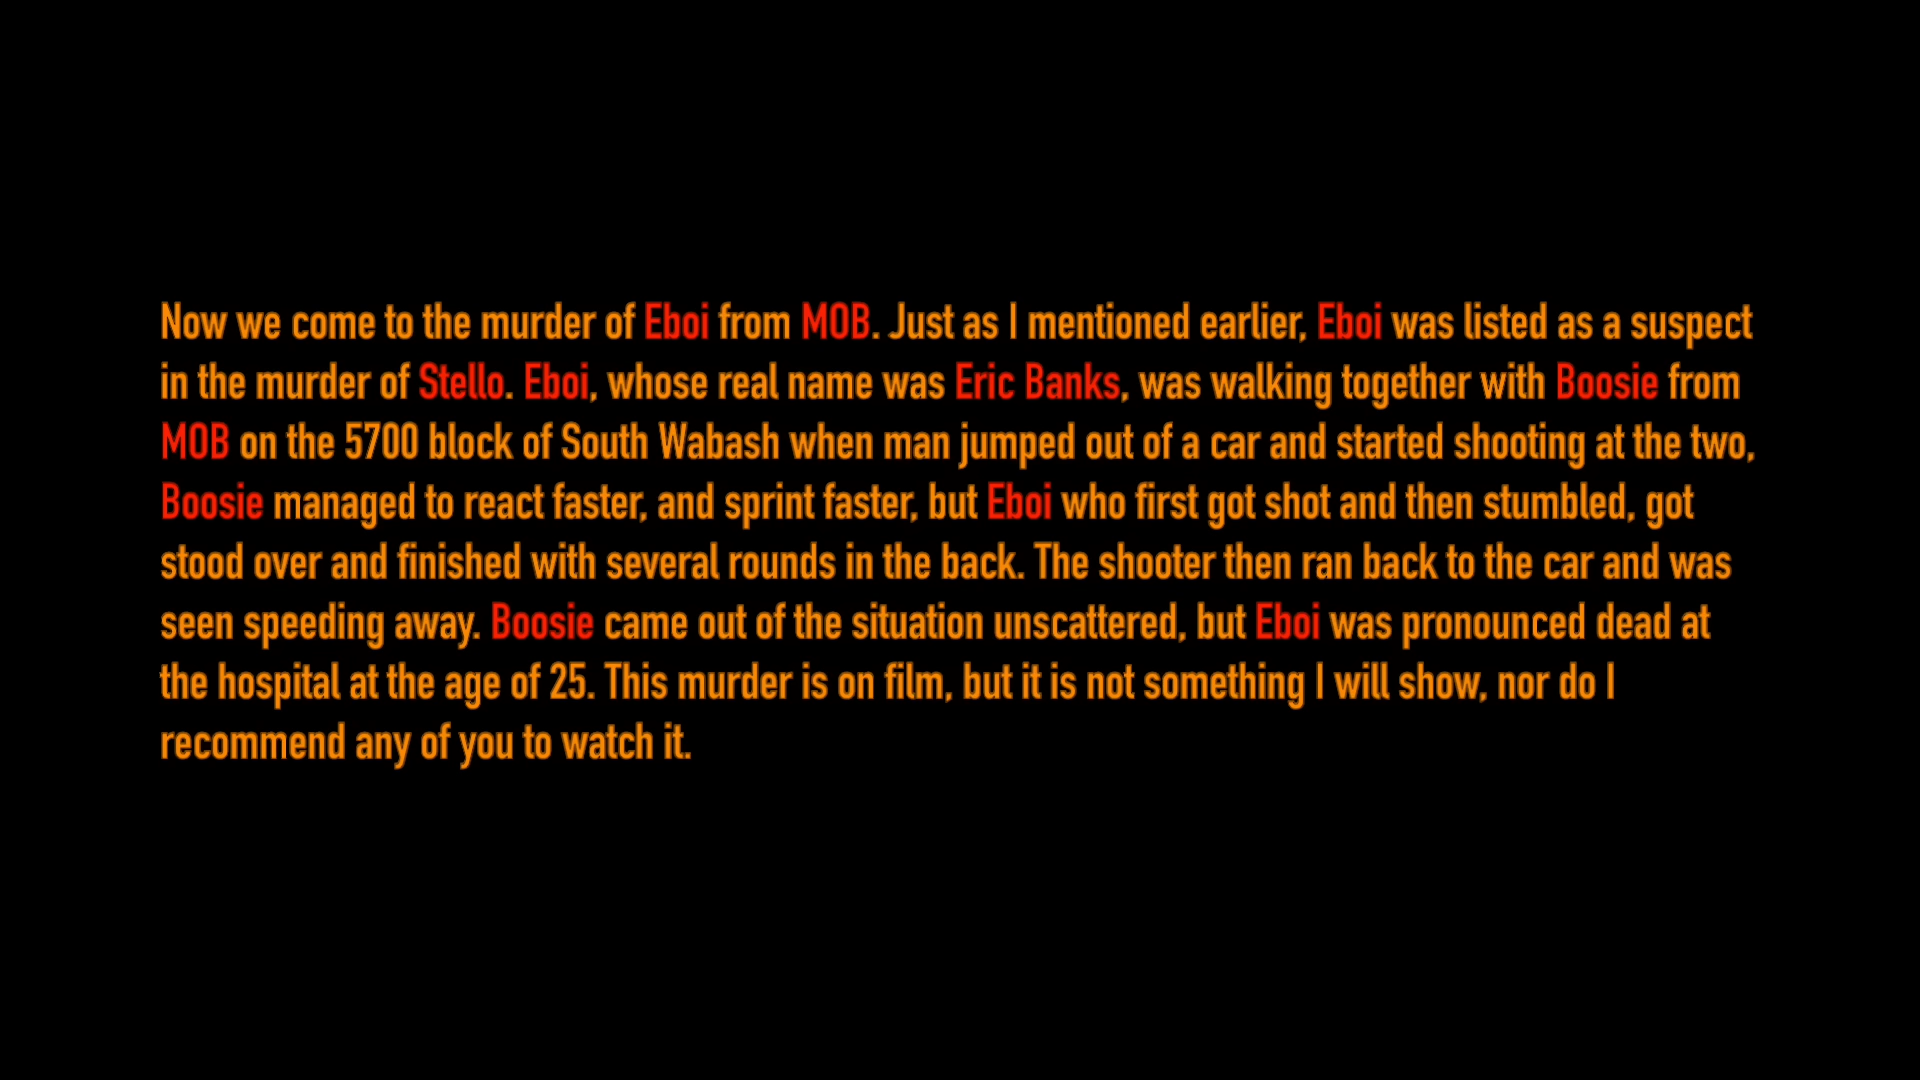 Now we come to the murder of Eboi from MOB. Just as I mentioned earlier, Eboi was listed as a suspect
in the murder of Stello. Eboi, whose real name was Eric Banks, was walking together with Boosie from
MOB on the 5700 block of South Wabash when man jumped out of a car and started shooting at the two,
Boosie managed to react faster, and sprint faster, but Eboi who first got shot and then stumbled, got
stood over and finished with several rounds in the back. The shooter then ran back to the car and was
seen speeding away. Boosie came out of the situation unscattered, but Eboi was pronounced dead at
the hospital at the age of 25. This murder is on film, but it is not something I will show, nor do I
recommend any of you to watch it.